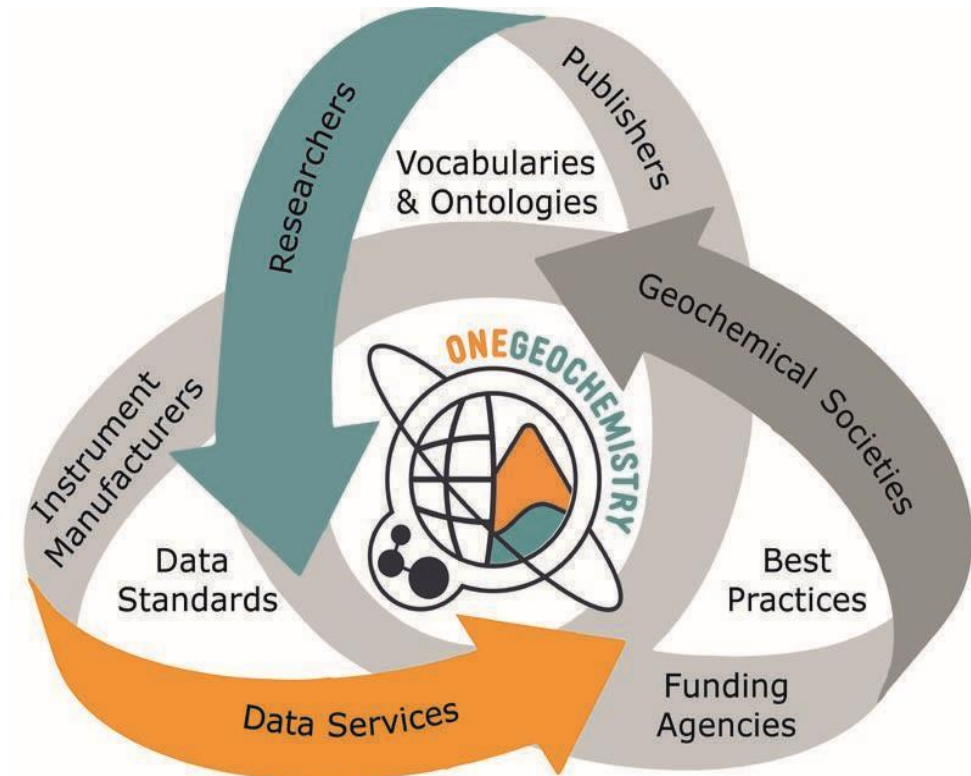 Researchers
Publishers
Vocabularies
& Ontologies
Geochemical Societies
ONEGEOCHEMISTRY
Instrument
Manufacturers
Data
Standards
Best
Practices
Data Services
Funding
Agencies